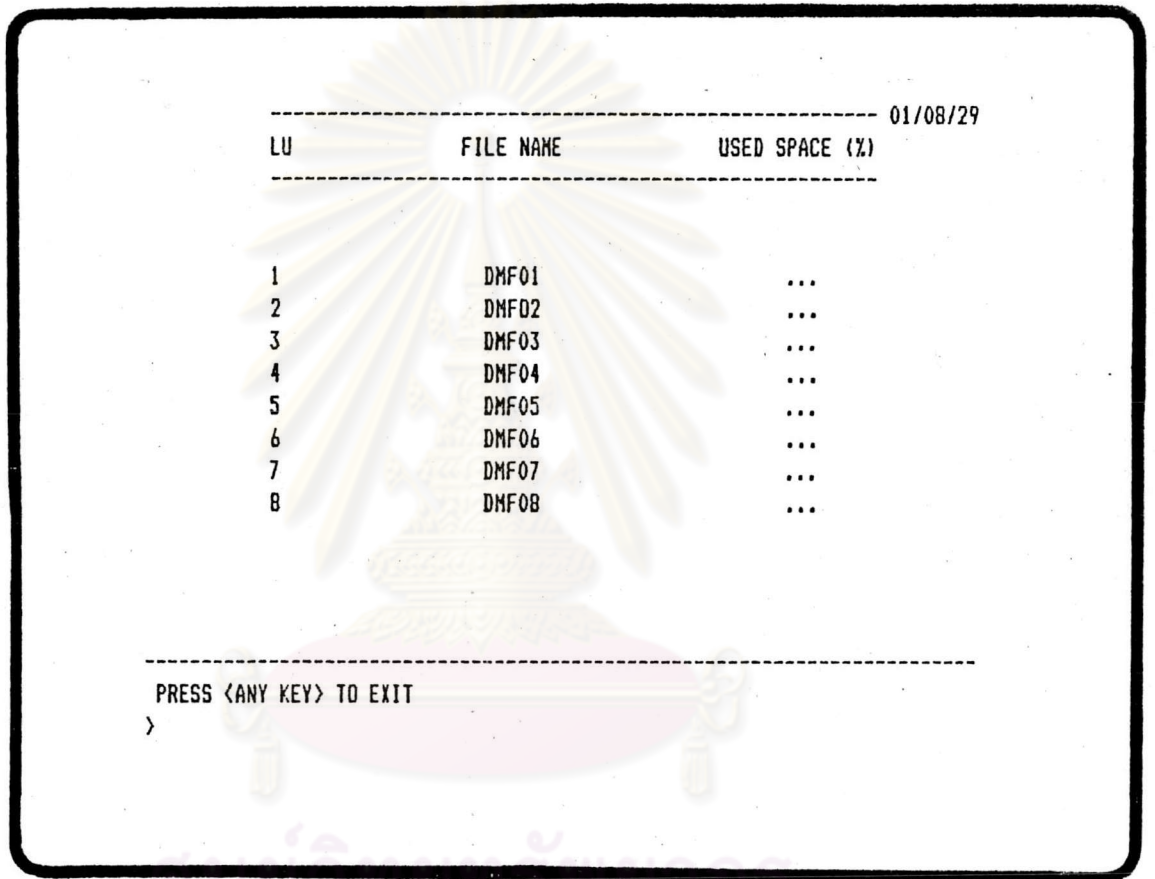 ------------------------------------------------------------ 01/08/29
LU FILE NAME USED SPACE (%)
------------------------------------------------------------
1 DMF01 ...
2 DMF02 ...
3 DMF03 ...
4 DMF04 ...
5 DMF05 ...
6 DMF06 ...
7 DMF07 ...
8 DMF08 ...
--------------------------------------------------------------------------------
PRESS <ANY KEY> TO EXIT
>